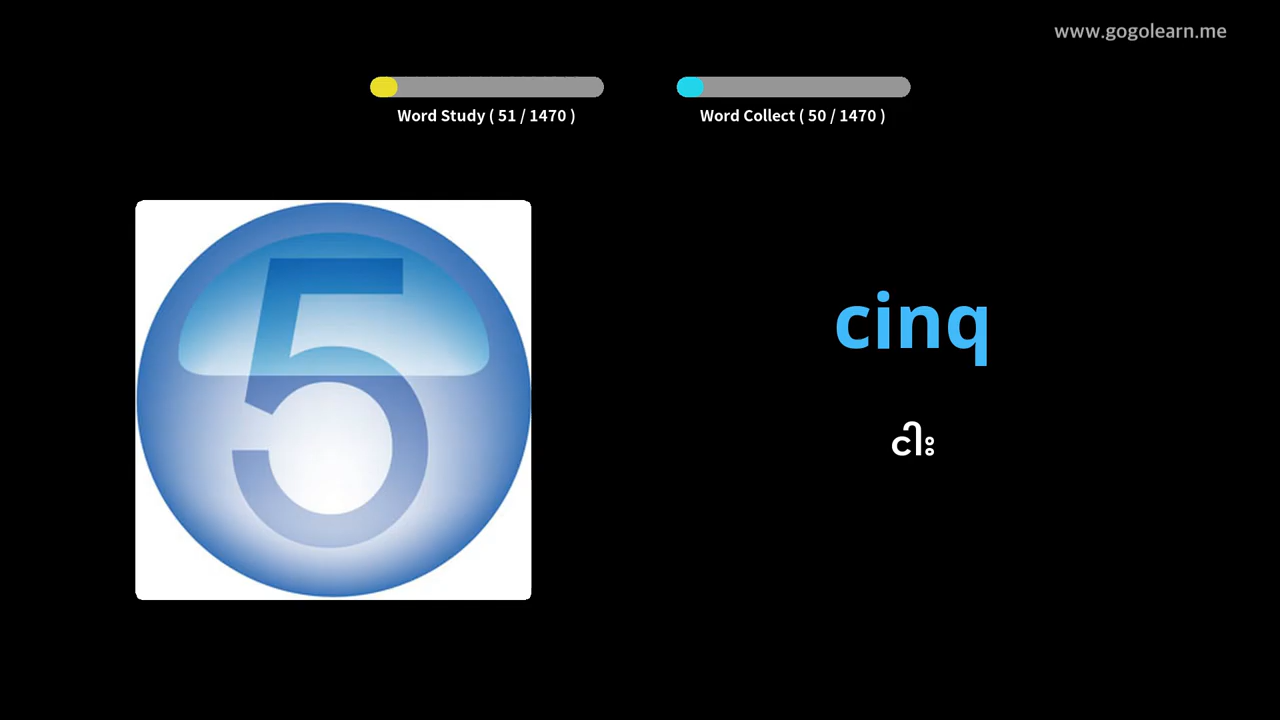 www.gogolearn.me
Word Study ( 51 / 1470 )
Word Collect ( 50 / 1470 )
5
cinq
ငါး